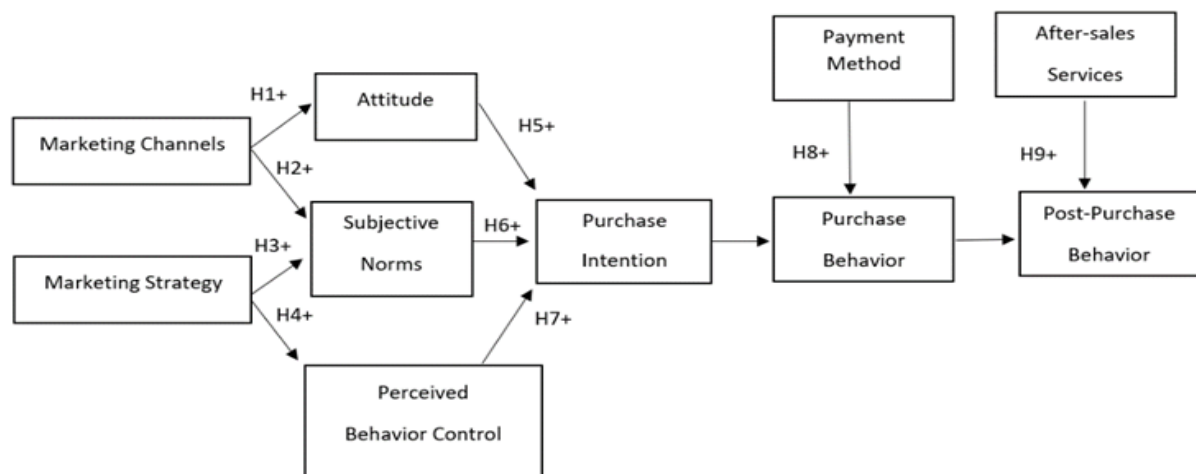 Payment
Method
After-sales
Services
H1+
Attitude
Marketing Channels
H5+
H2+
H8+
H9+
Subjective
Norms
H6+
Purchase
Intention
Purchase
Behavior
Post-Purchase
Behavior
H3+
Marketing Strategy
H4+
H7+
Perceived
Behavior Control